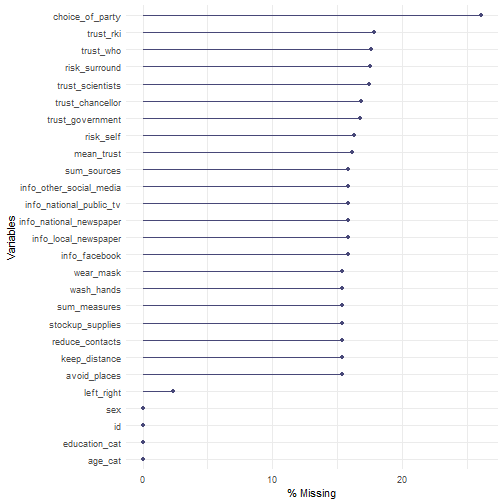 choice_of_party
trust_rki
trust_who
risk_surround
trust_scientists
trust_chancellor
trust_government
risk_self
mean_trust
sum_sources
info_other_social_media
info_national_public_tv
info_national_newspaper
info_local_newspaper
info_facebook
wear_mask
wash_hands
sum_measures
stockup_supplies
reduce_contacts
keep_distance
avoid_places
left_right
sex
id
education_cat
age_cat
Variables
0 10 20
% Missing